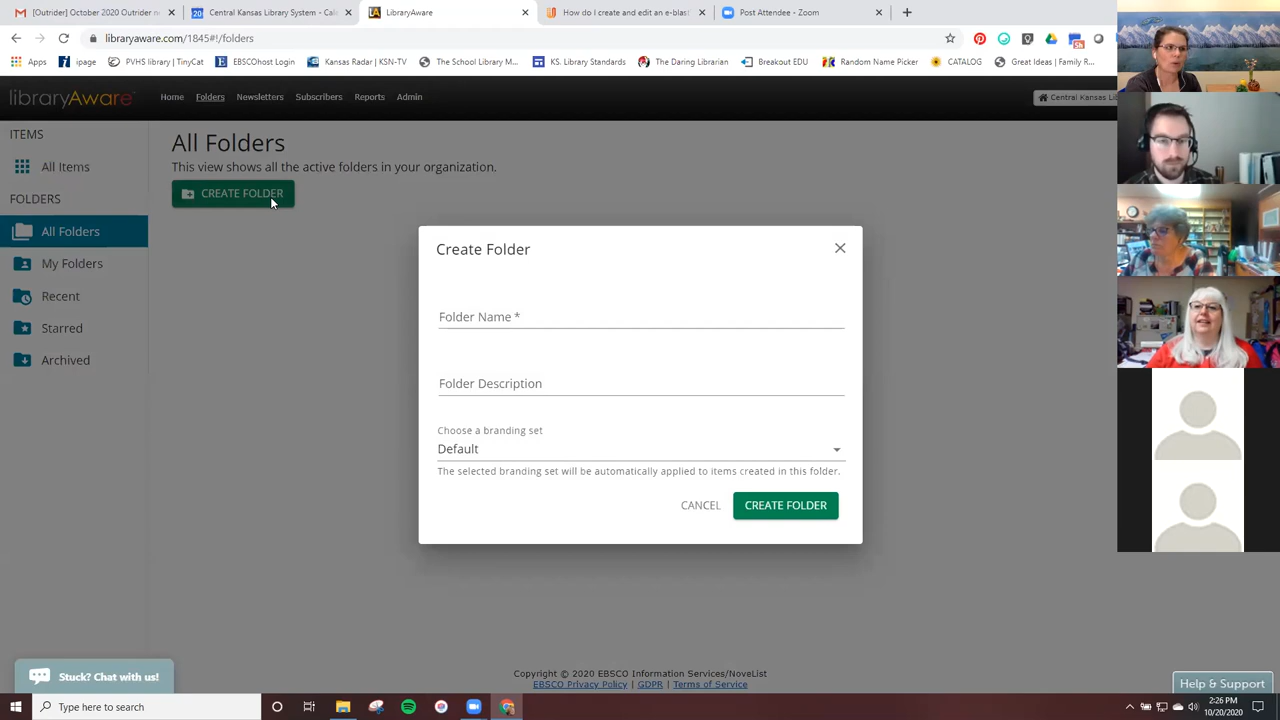 [Outrider] October 2020 Outrider n
Central Kansas Library System - Cale
LibraryAware
How do I create and edit an e-blas
Post Attendee - Zoom
libraryaware.com/1845#!/folders
Apps
ipage
PVHS library | TinyCat
EBSCOhost Login
Kansas Radar | KSN-TV
The School Library M...
KS. Library Standards
The Daring Librarian
Breakout EDU
Random Name Picker
CATALOG
Great Ideas | Family R...
libraryAware
Home
Folders
Newsletters
Subscribers
Reports
Admin
Central Kansas Lib
ITEMS
All Items
FOLDERS
All Folders
My Folders
Recent
Starred
Archived
All Folders
This view shows all the active folders in your organization.
CREATE FOLDER
Create Folder
Folder Name *
Folder Description
Choose a branding set
Default
The selected branding set will be automatically applied to items created in this folder.
CANCEL
CREATE FOLDER
Copyright © 2020 EBSCO Information Services/NoveList
EBSCO Privacy Policy | GDPR | Terms of Service
Stuck? Chat with us!
Help & Support
Type here to search
2:26 PM
10/20/2020